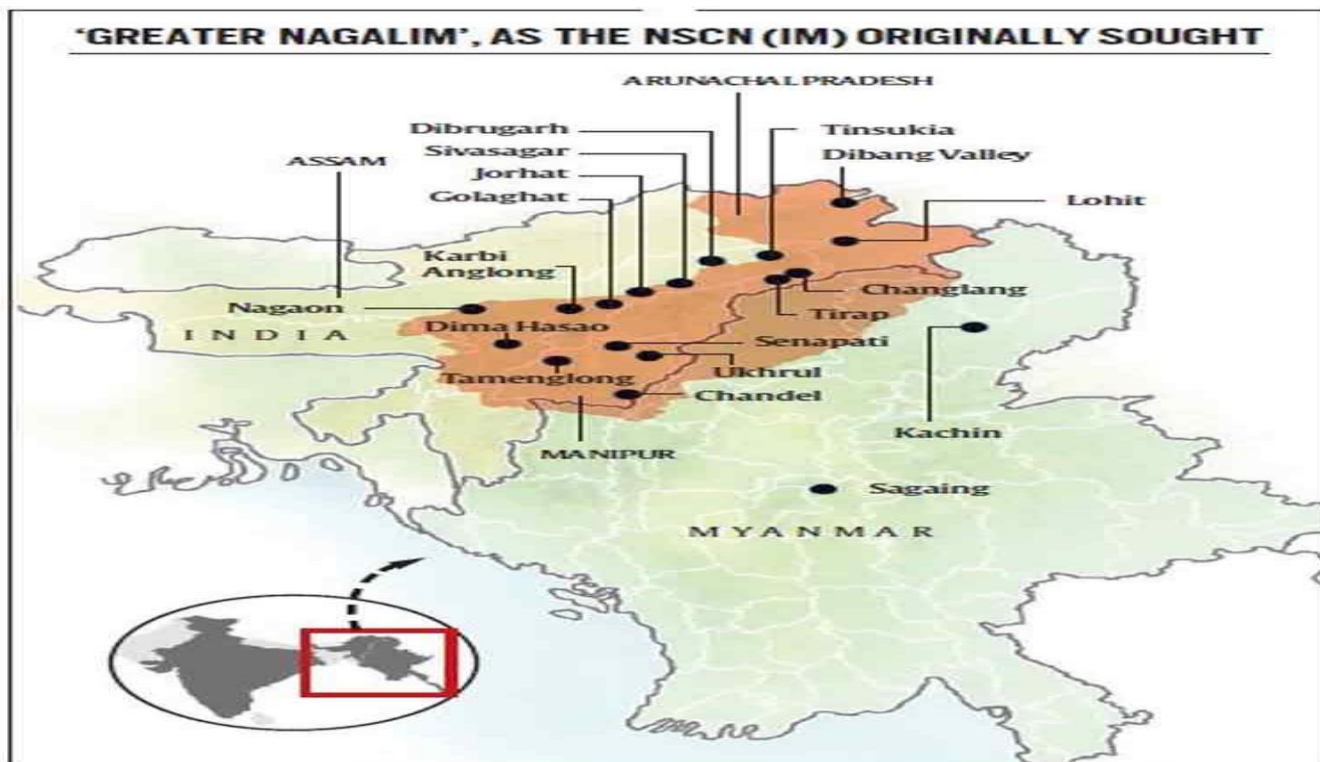 'GREATER NAGALIM', AS THE NSCN (IM) ORIGINALLY SOUGHT
ARUNACHAL PRADESH
Dibrugarh
Tinsukia
Sivasagar
Dibang Valley
ASSAM
Jorhat
Golaghat
Lohit
Karbi
Anglong
Changlang
Nagaon
Tirap
INDIA
Dima Hasao
Senapati
Ukhrul
Tamenglong
Chandel
Kachin
MANIPUR
Sagaing
MYANMAR